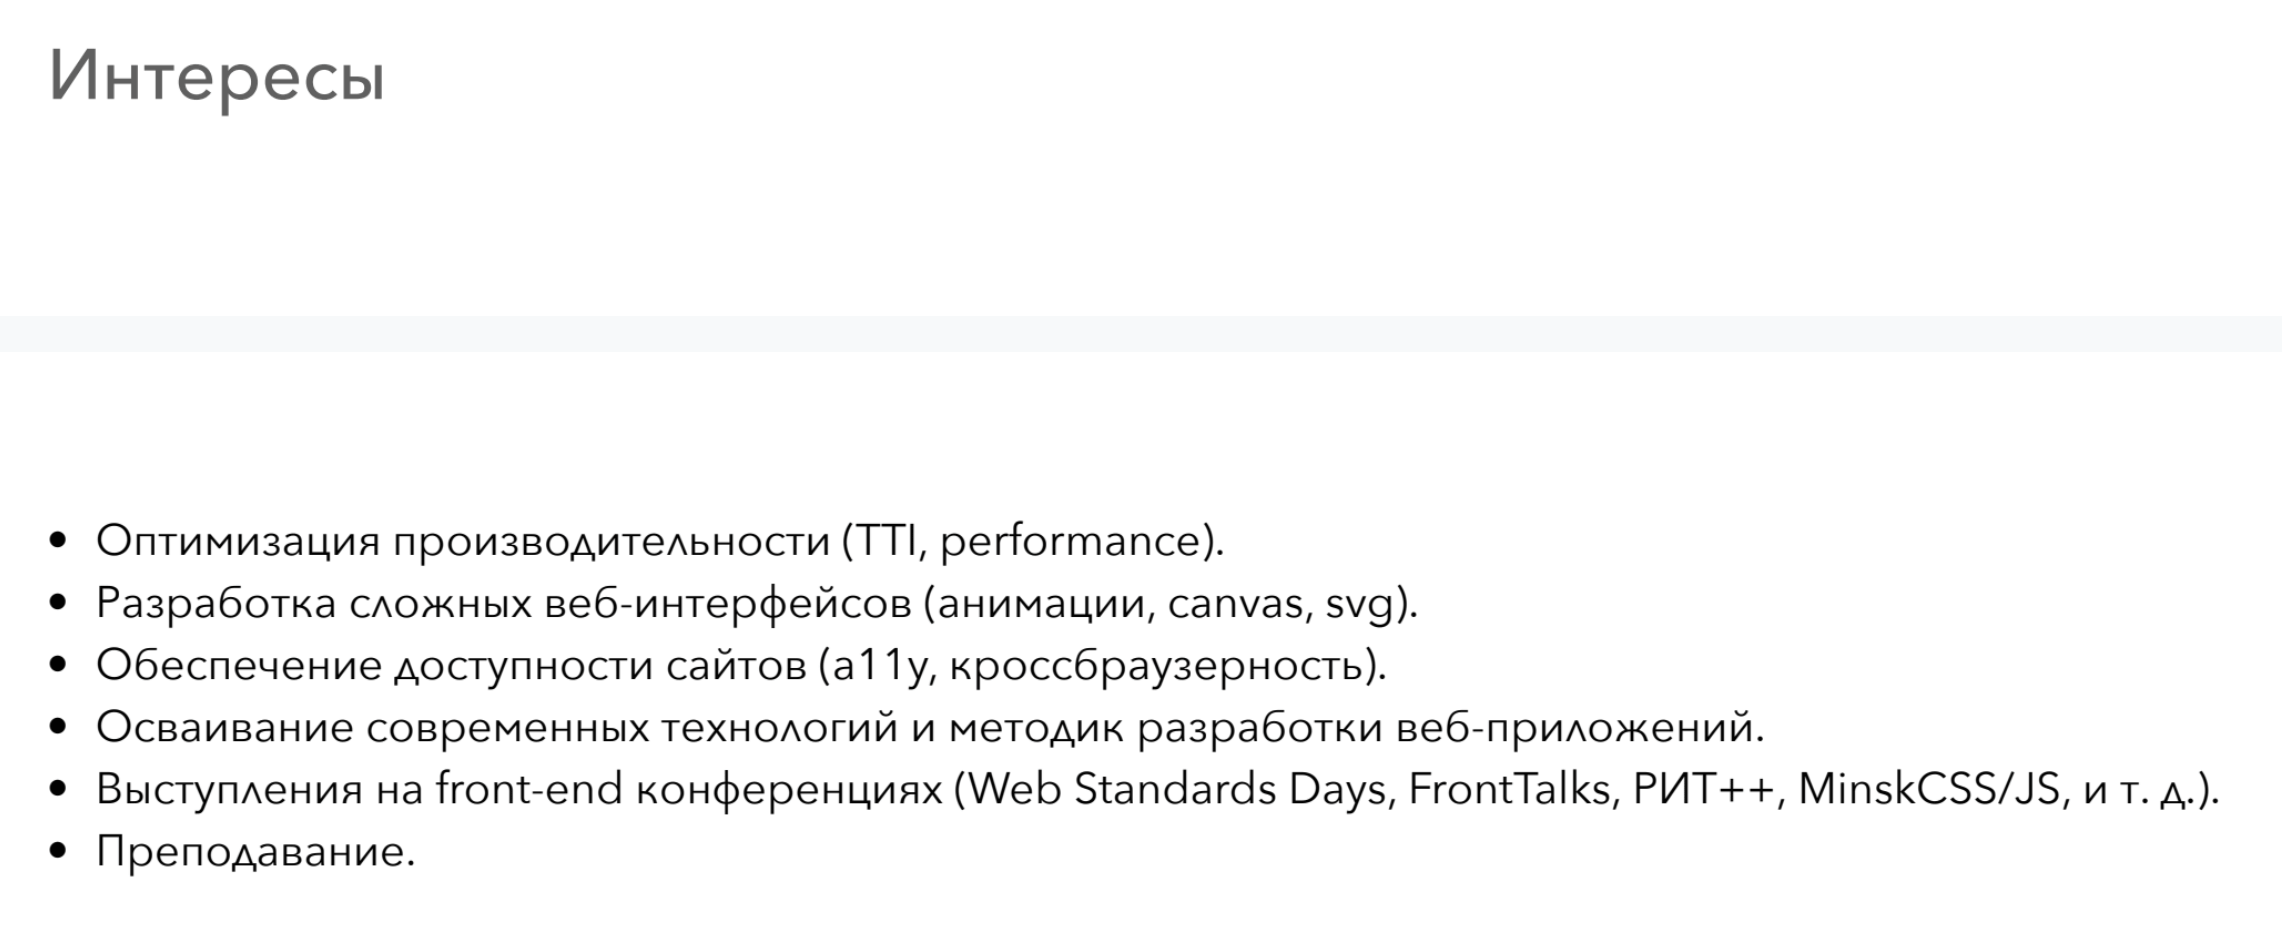 Интересы
• Оптимизация производительности (TTI, performance).
• Разработка сложных веб-интерфейсов (анимации, canvas, svg).
• Обеспечение доступности сайтов (a11y, кроссбраузерность).
• Осваивание современных технологий и методик разработки веб-приложений.
• Выступления на front-end конференциях (Web Standards Days, FrontTalks, РИТ++, MinskCSS/JS, и т. д.).
• Преподавание.